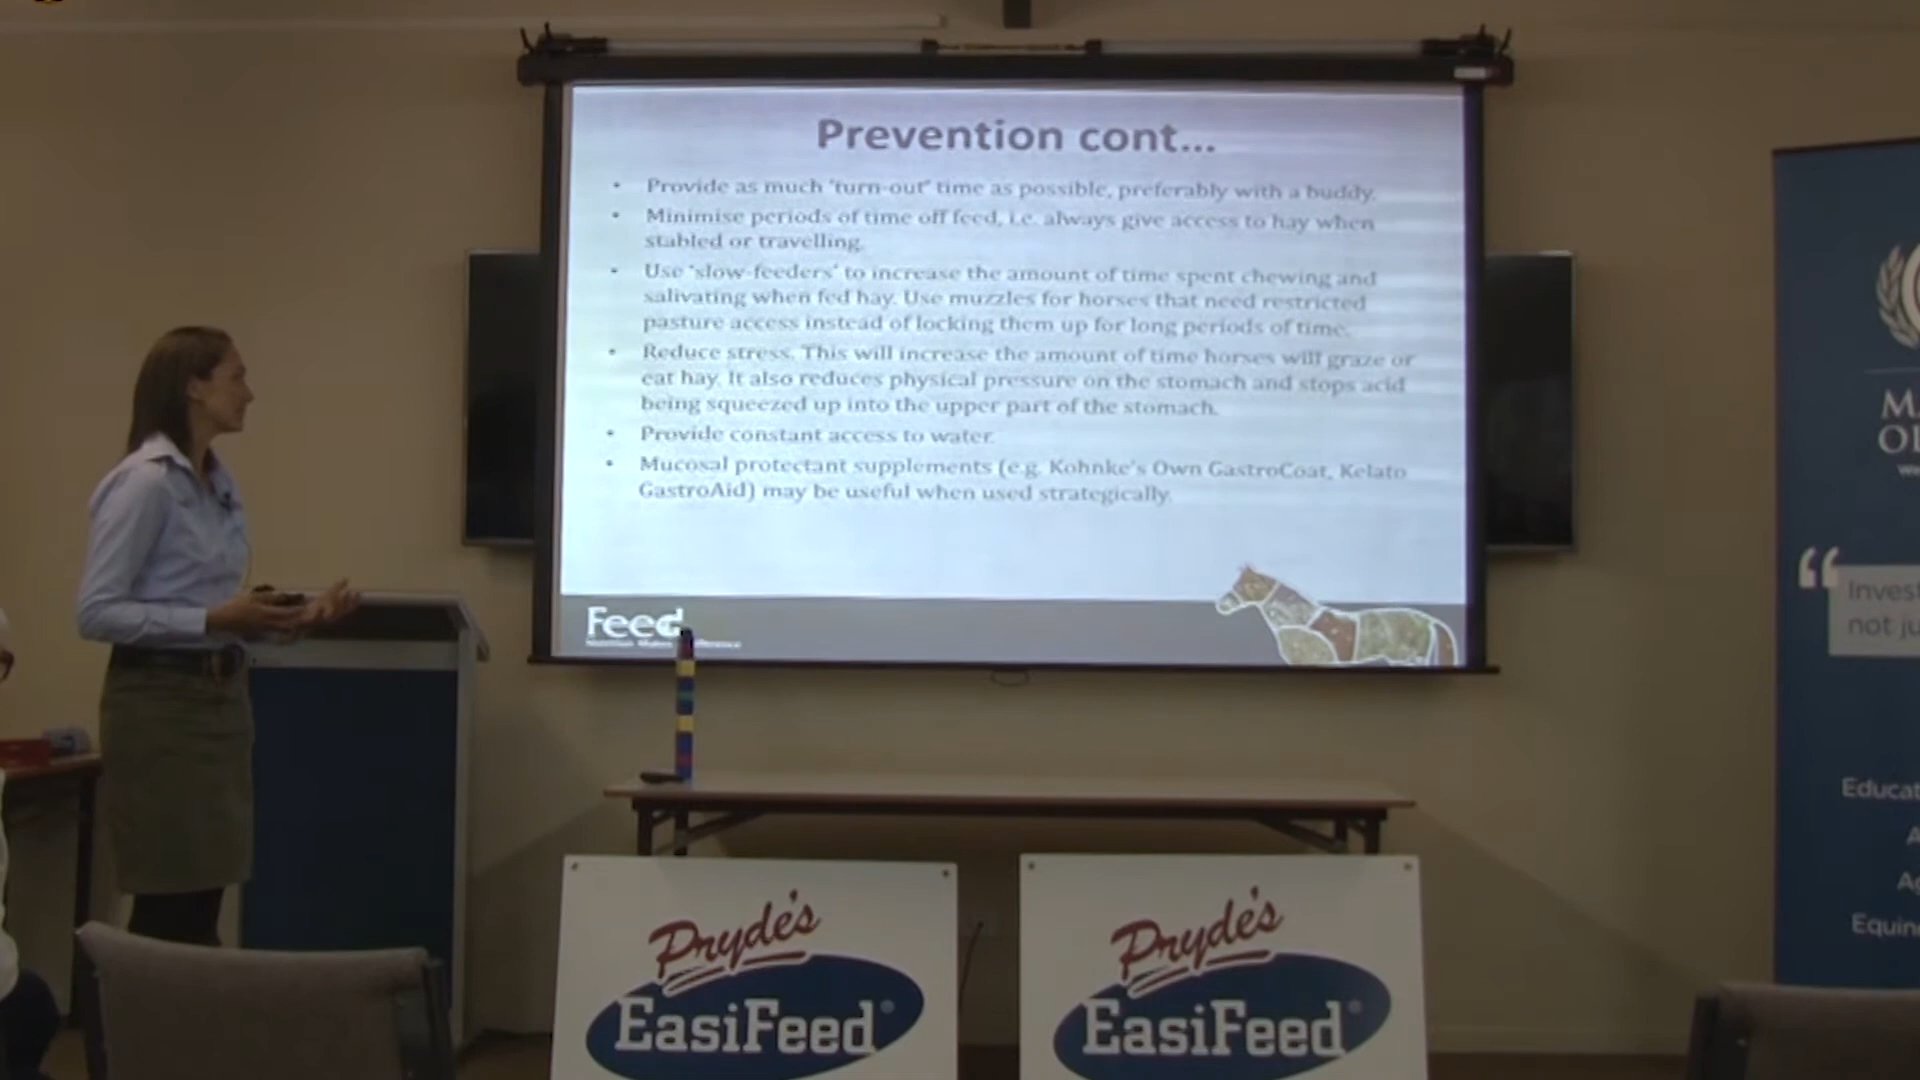 Prevention cont...
• Provide as much 'turn-out' time as possible, preferably with a buddy.
• Minimise periods of time off feed, i.e. always give access to hay when
stabled or travelling.
• Use 'slow-feeders' to increase the amount of time spent chewing and
salivating when fed hay. Use muzzles for horses that need restricted
pasture access instead of locking them up for long periods of time.
• Reduce stress. This will increase the amount of time horses will graze or
eat hay. It also reduces physical pressure on the stomach and stops acid
being squeezed up into the upper part of the stomach.
• Provide constant access to water.
• Mucosal protectant supplements (e.g. Kohnke's Own GastroCoat, Kelato
GastroAid) may be useful when used strategically.
Feed
“
Invest
not ju
Educat
Equin
Pryde's
EasiFeed®
Pryde's
EasiFeed®